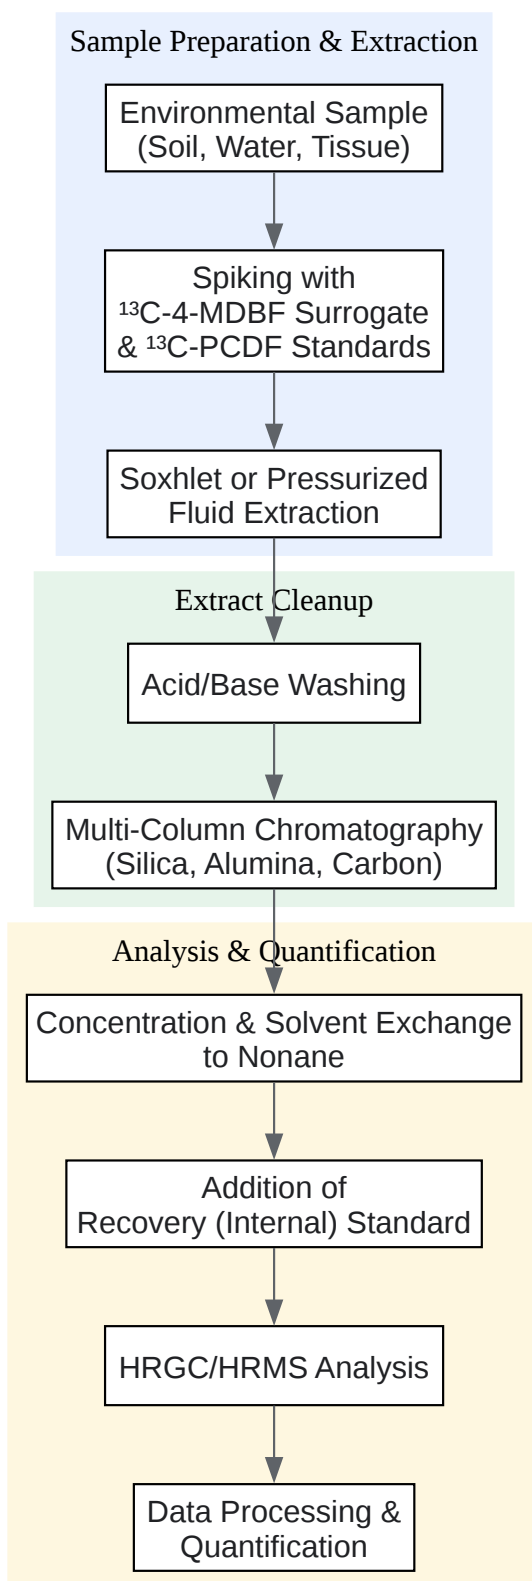 Sample Preparation & Extraction
Environmental Sample
(Soil, Water, Tissue)
Spiking with
¹³C-4-MDBF Surrogate
& ¹³C-PCDF Standards
Soxhlet or Pressurized
Fluid Extraction
Extract Cleanup
Acid/Base Washing
Multi-Column Chromatography
(Silica, Alumina, Carbon)
Analysis & Quantification
Concentration & Solvent Exchange
to Nonane
Addition of
Recovery (Internal) Standard
HRGC/HRMS Analysis
Data Processing &
Quantification